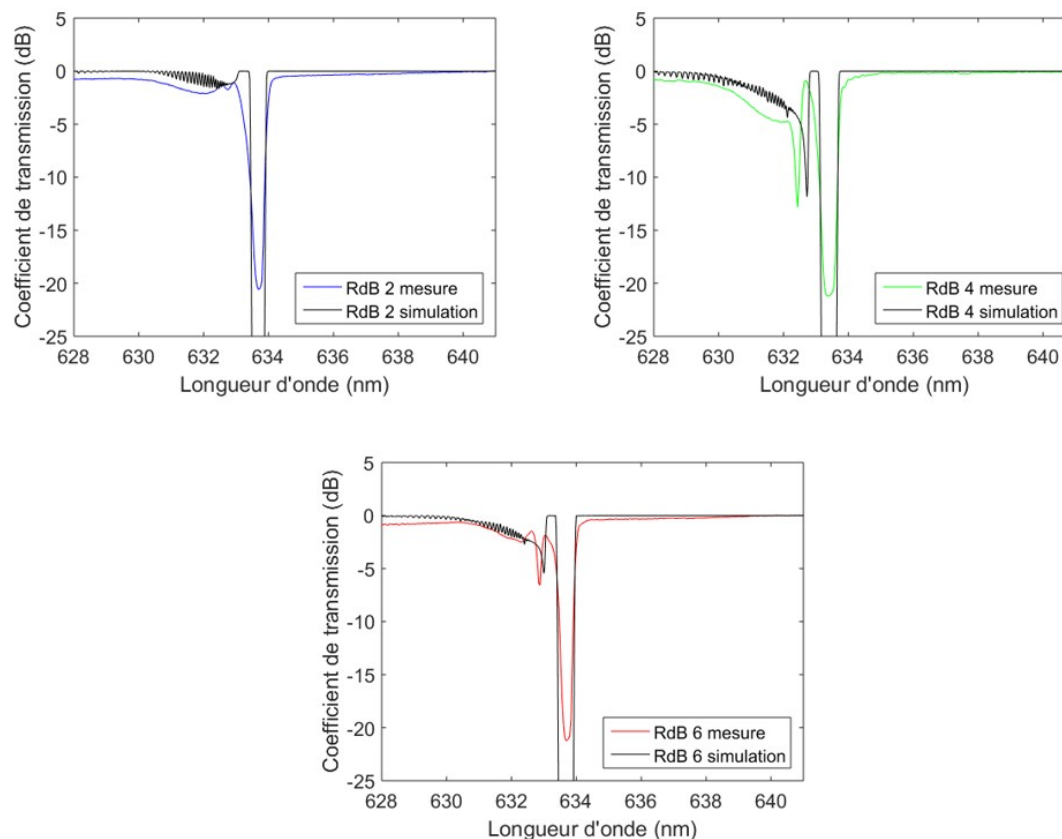 Coefficient de transmission (dB)
5
0
-5
-10
-15
-20
-25
RdB 2 mesure
RdB 2 simulation
628 630 632 634 636 638 640
Longueur d'onde (nm)
Coefficient de transmission (dB)
5
0
-5
-10
-15
-20
-25
RdB 4 mesure
RdB 4 simulation
628 630 632 634 636 638 640
Longueur d'onde (nm)
Coefficient de transmission (dB)
5
0
-5
-10
-15
-20
-25
RdB 6 mesure
RdB 6 simulation
628 630 632 634 636 638 640
Longueur d'onde (nm)